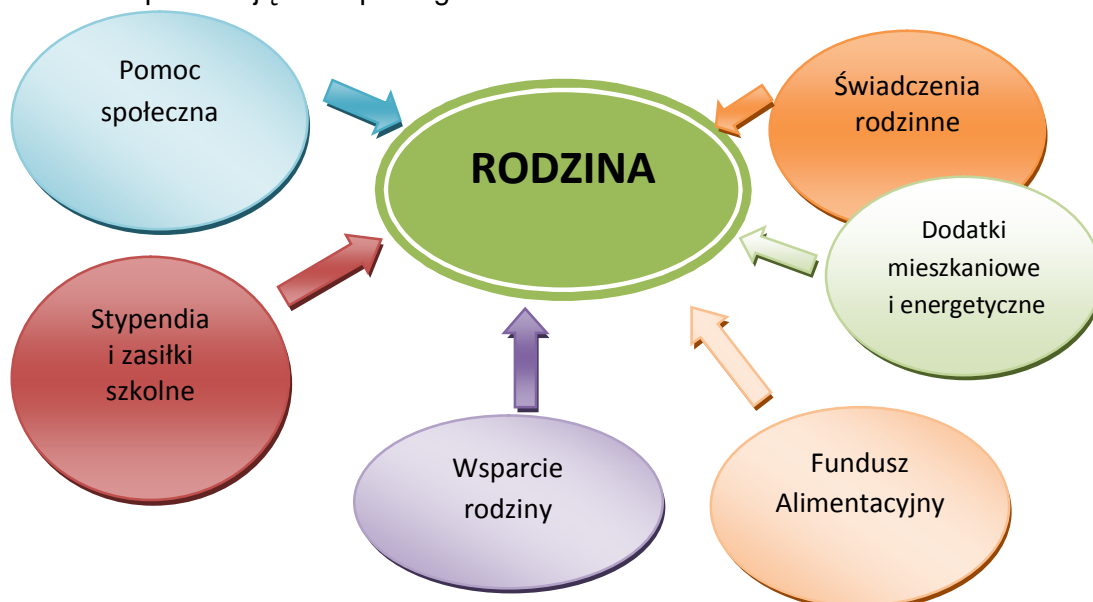 Pomoc
społeczna
RODZINA
Świadczenia
rodzinne
Dodatki
mieszkaniowe
i energetyczne
Stypendia
i zasiłki
szkolne
Wsparcie
rodziny
Fundusz
Alimentacyjny